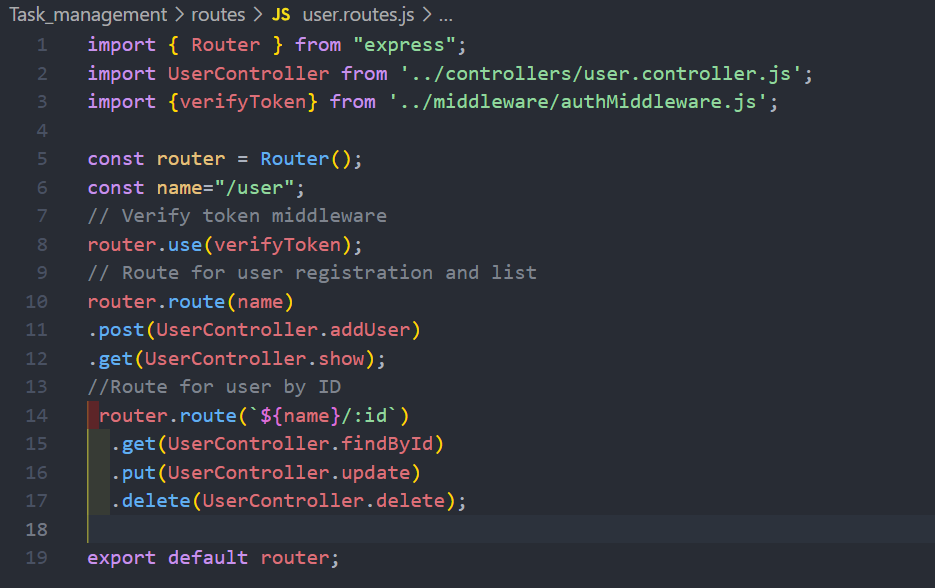 Task_management > routes > JS user.routes.js > ...
1 import { Router } from "express";
2 import UserController from '../controllers/user.controller.js';
3 import {verifyToken} from '../middleware/authMiddleware.js';
4
5 const router = Router();
6 const name="/user";
7 // Verify token middleware
8 router.use(verifyToken);
9 // Route for user registration and list
10 router.route(name)
11 .post(UserController.addUser)
12 .get(UserController.show);
13 //Route for user by ID
14  router.route(`${name}/:id`)
15   .get(UserController.findById)
16   .put(UserController.update)
17   .delete(UserController.delete);
18
19 export default router;